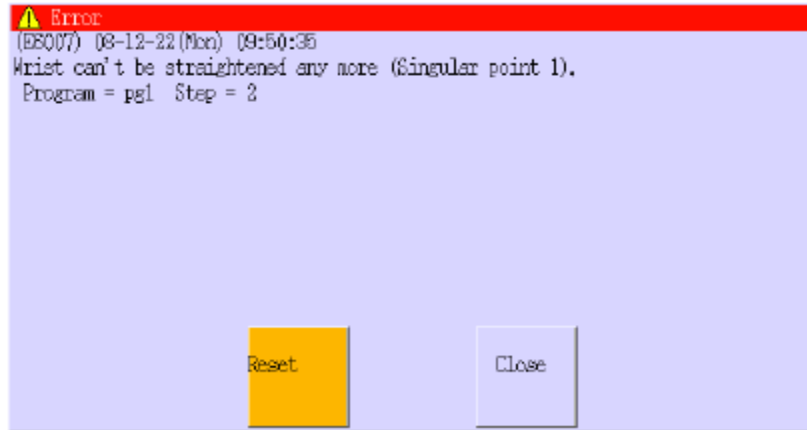 Error
(E6007) 08-12-22(Mon) 09:50:35
Wrist can't be straightened any more (Singular point 1).
Program = pg1 Step = 2
Reset
Close